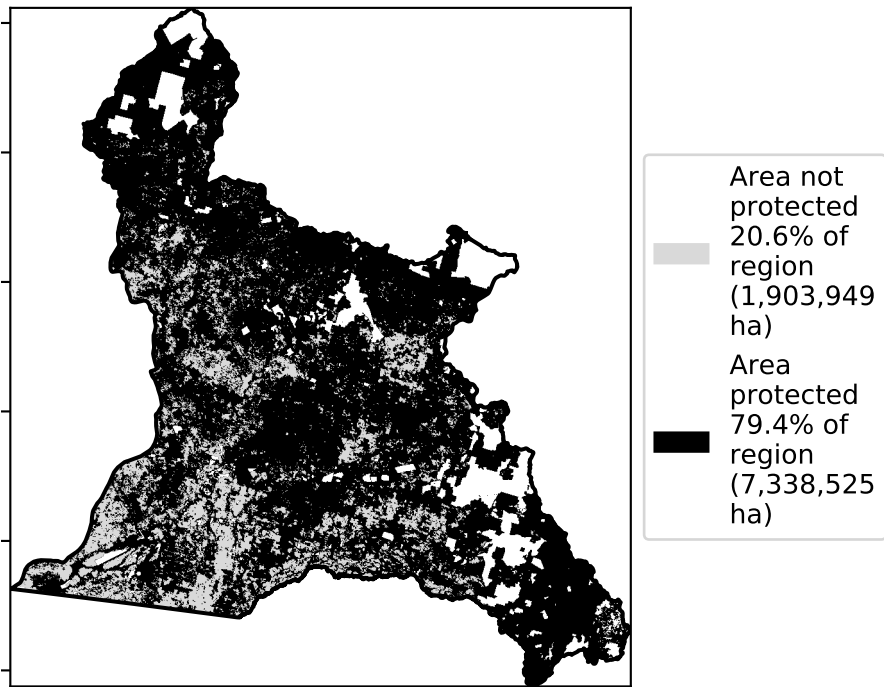 Area not
protected
20.6% of
region
(1,903,949
ha)
Area
protected
79.4% of
region
(7,338,525
ha)